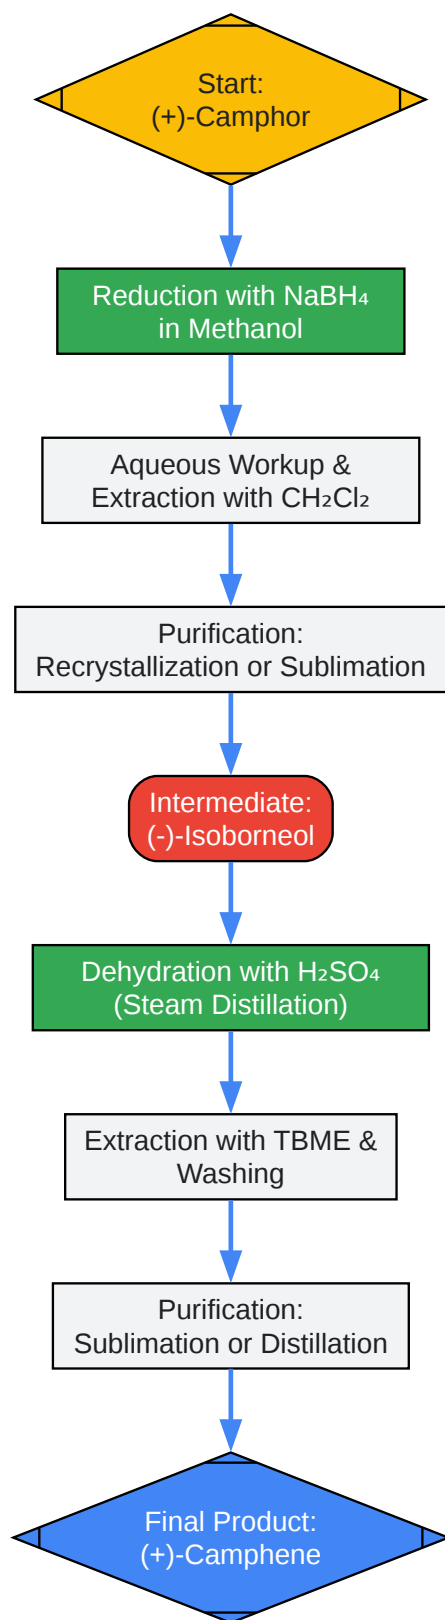 Start:
(+)-Camphor
Reduction with NaBH₄
in Methanol
Aqueous Workup &
Extraction with CH₂Cl₂
Purification:
Recrystallization or Sublimation
Intermediate:
(-)-Isoborneol
Dehydration with H₂SO₄
(Steam Distillation)
Extraction with TBME &
Washing
Purification:
Sublimation or Distillation
Final Product:
(+)-Camphene